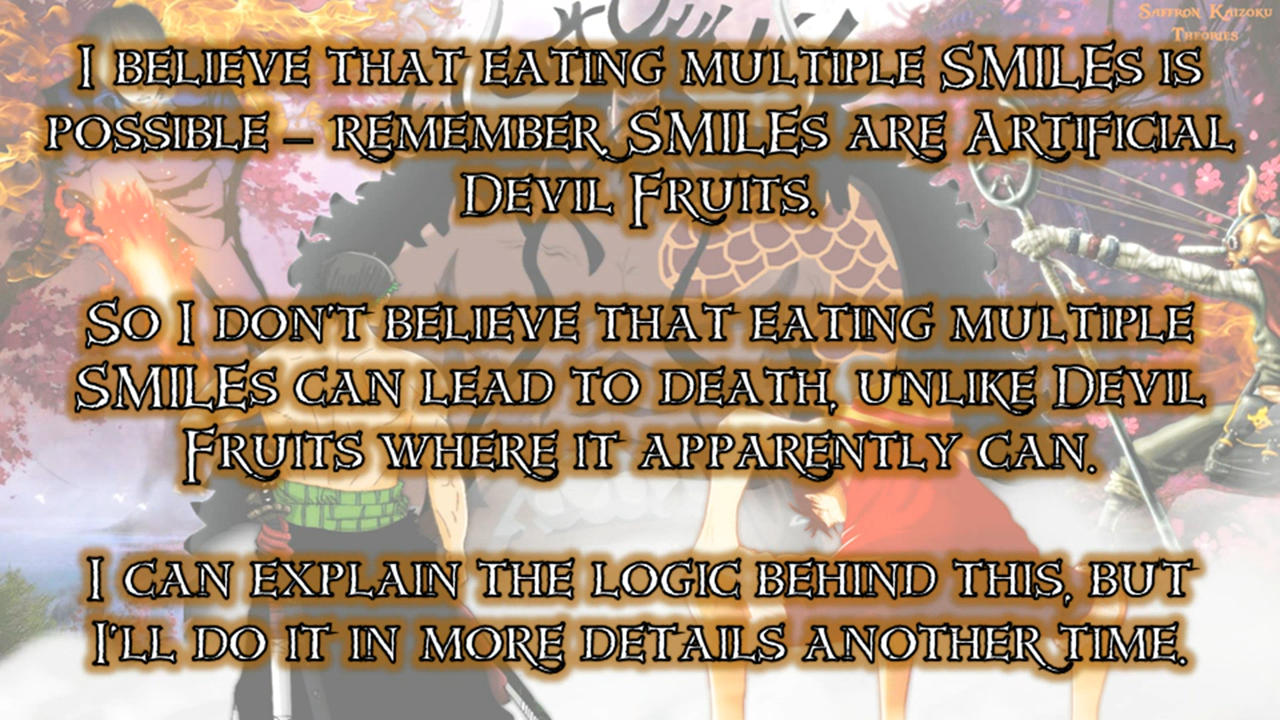 Saffron Kaizoku
Theories
I believe that eating multiple SMILEs is
possible – remember, SMILEs are Artificial
Devil Fruits.
So I don't believe that eating multiple
SMILEs can lead to death, unlike Devil
Fruits where it apparently can.
I can explain the logic behind this, but
I'll do it in more details another time.